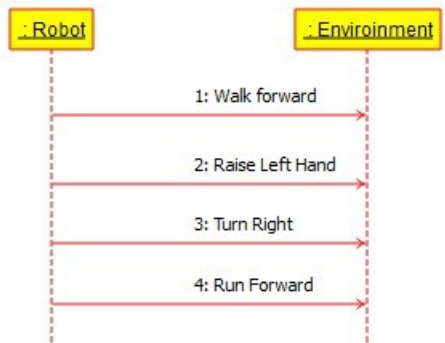 : Robot
: Enviroinment
1: Walk forward
2: Raise Left Hand
3: Turn Right
4: Run Forward